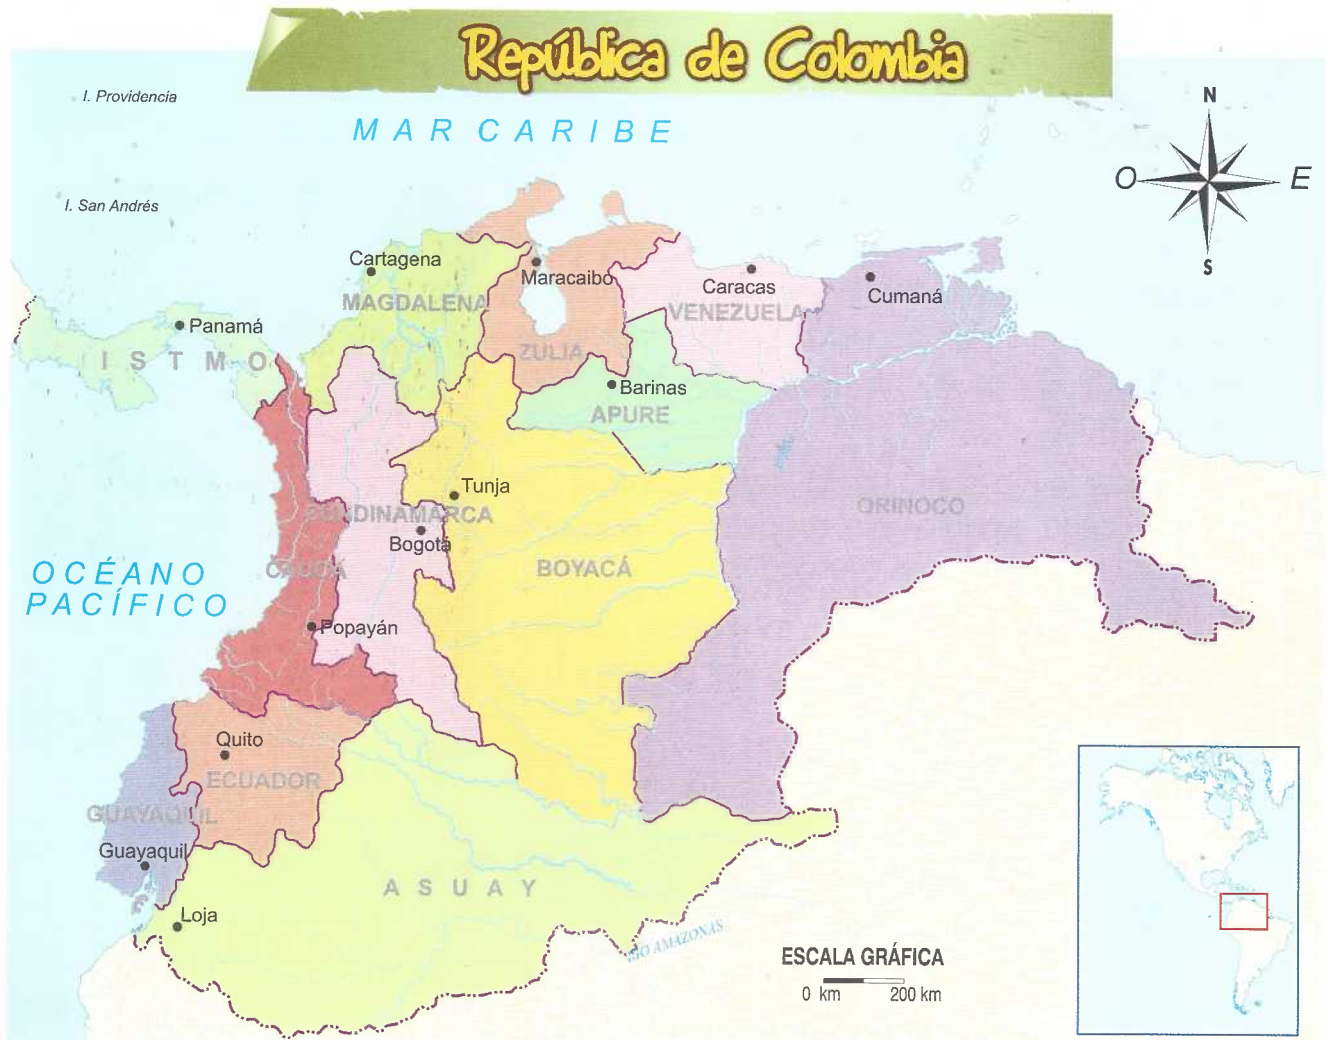 República de Colombia
I. Providencia
MAR CARIBE
N
O
E
S
I. San Andrés
Cartagena
Maracaibo
MAGDALENA
Caracas
Cumaná
VENEZUELA
Panamá
ISTMO
ZULIA
Barinas
APURE
Tunja
CUNDINAMARCA
ORINOCO
Bogotá
OCÉANO
PACÍFICO
CAUCA
BOYACÁ
Popayán
Quito
ECUADOR
GUAYAQUIL
Guayaquil
ASUAY
Loja
RIO AMAZONAS
ESCALA GRÁFICA
0 km
200 km